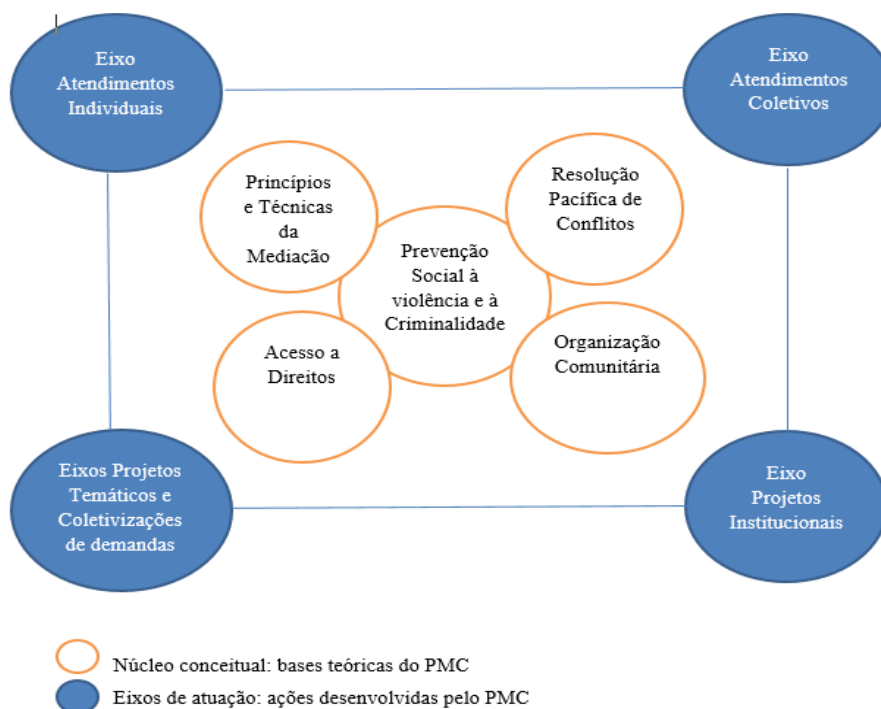 Eixo
Atendimentos
Individuais
Eixo
Atendimentos
Coletivos
Princípios
e Técnicas
da
Mediação
Resolução
Pacífica de
Conflitos
Prevenção
Social à
violência e à
Criminalidade
Acesso a
Direitos
Organização
Comunitária
Eixos Projetos
Temáticos e
Coletivizações
de demandas
Eixo
Projetos
Institucionais
Núcleo conceitual: bases teóricas do PMC
Eixos de atuação: ações desenvolvidas pelo PMC